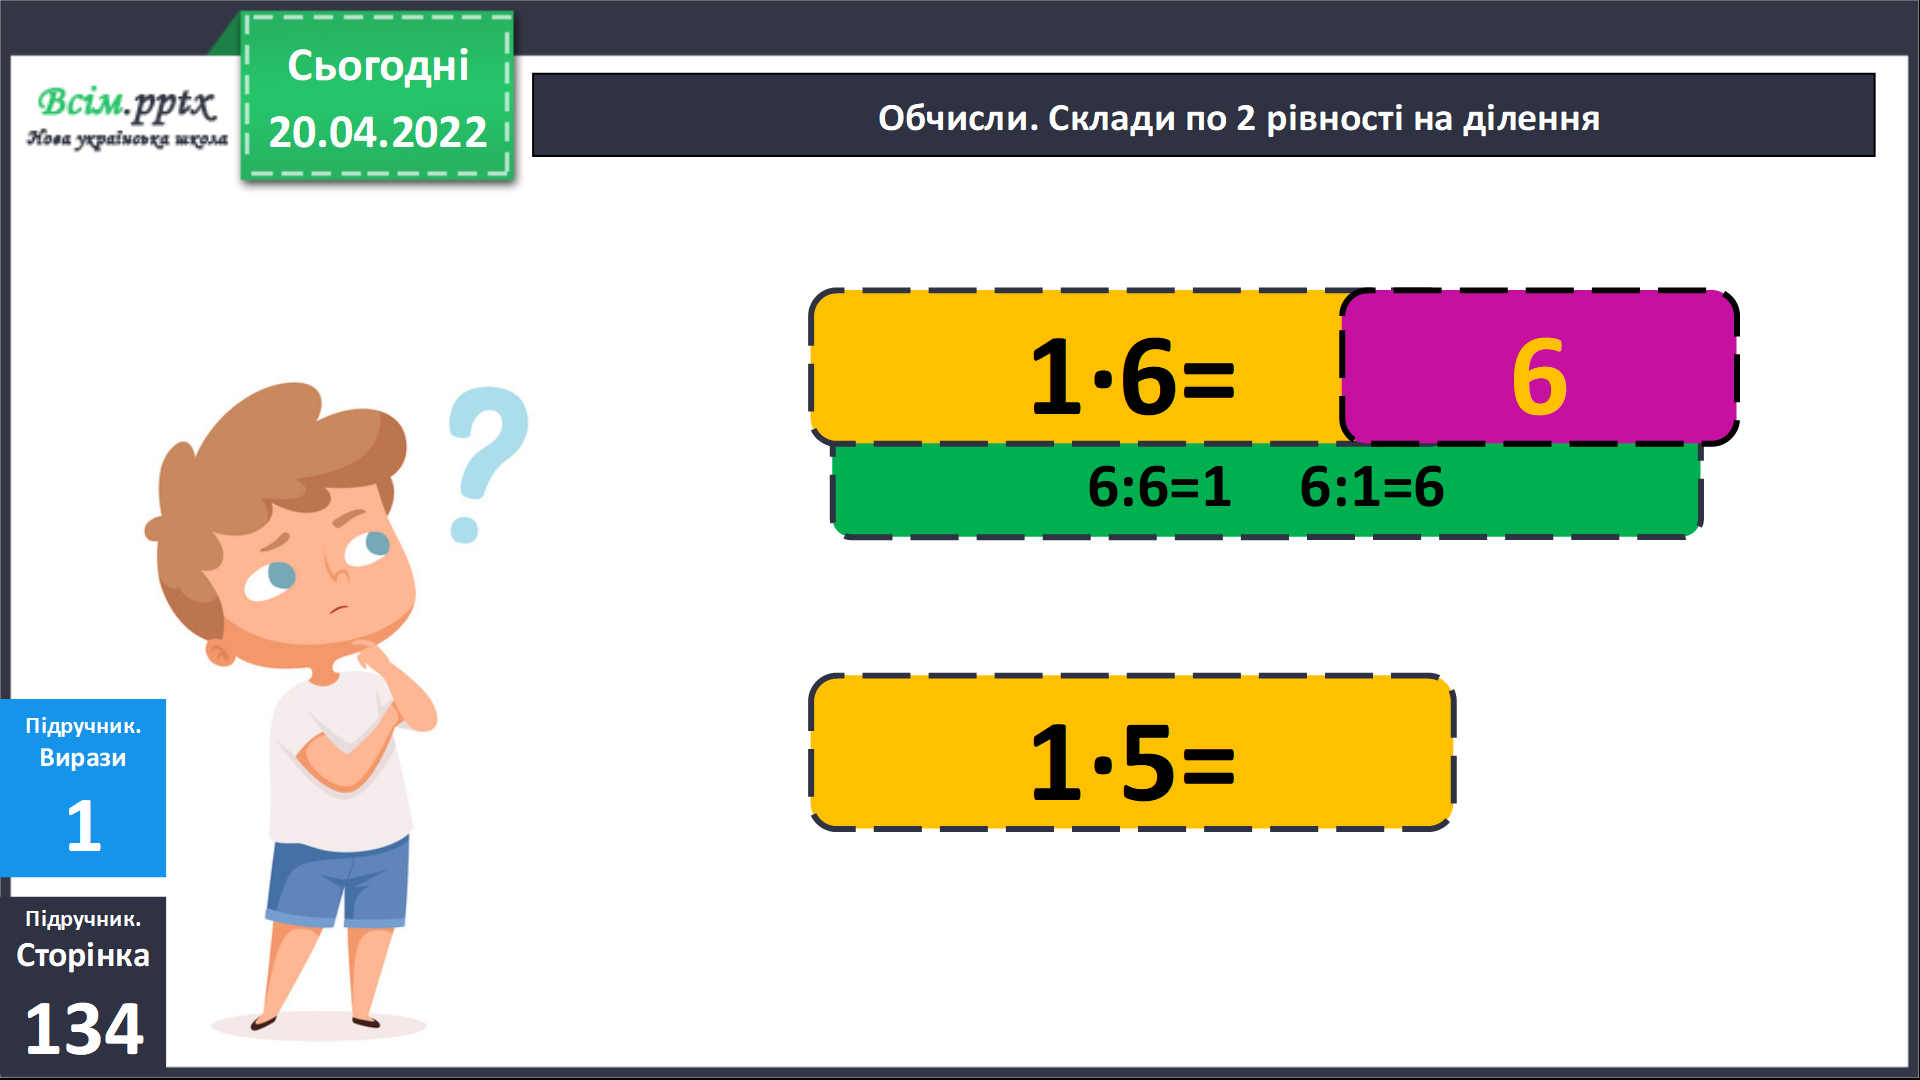 Всім.pptx
Нова українська школа
Сьогодні
20.04.2022
Обчисли. Склади по 2 рівності на ділення
1·6=
6
6:6=1 6:1=6
?
1·5=
Підручник.
Вирази
1
Підручник.
Сторінка
134